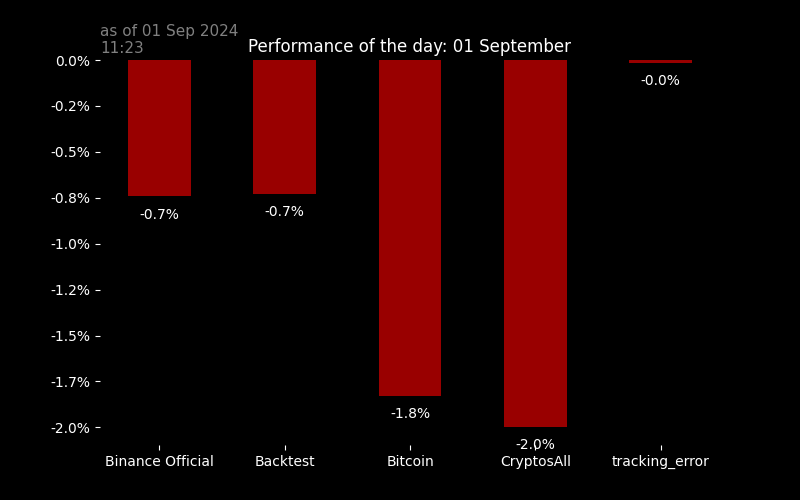 as of 01 Sep 2024
11:23
Performance of the day: 01 September
0.0%
-0.2%
-0.5%
-0.8%
-1.0%
-1.2%
-1.5%
-1.7%
-2.0%
-0.7%
-0.7%
-1.8%
-2.0%
-0.0%
Binance Official
Backtest
Bitcoin
CryptosAll
tracking_error